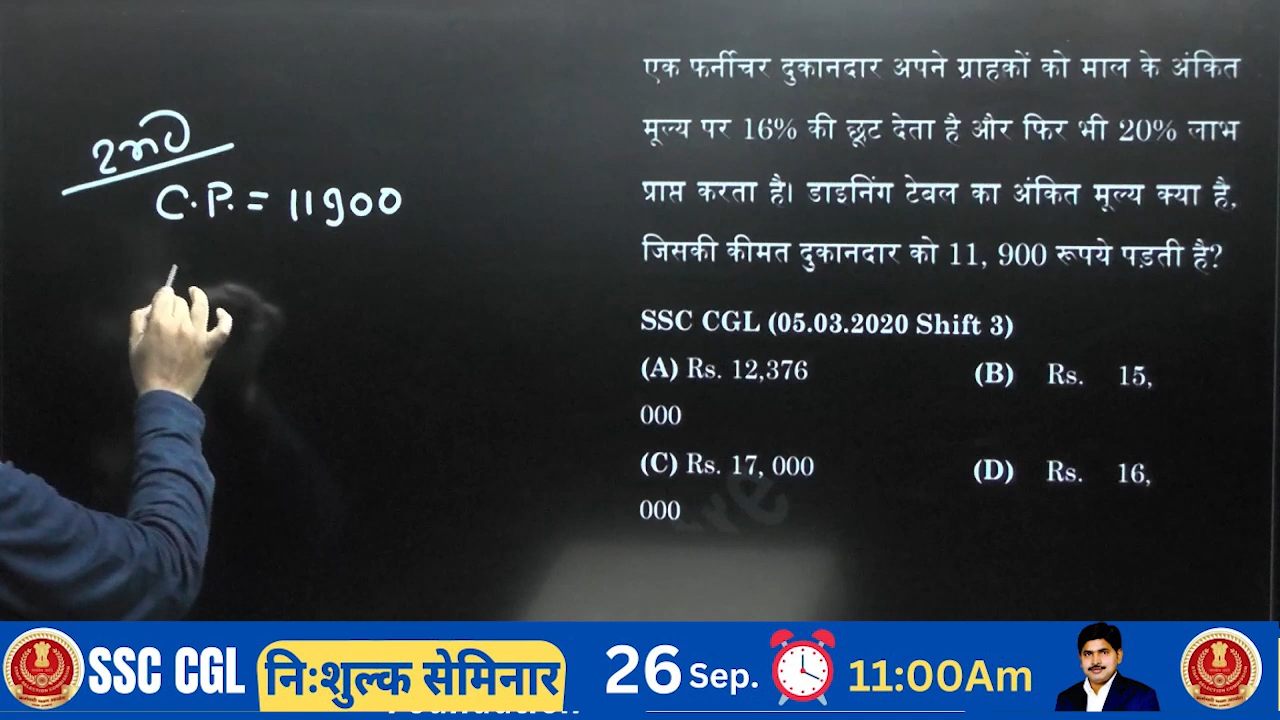 2nd
C.P. = 11900
एक फर्नीचर दुकानदार अपने ग्राहकों को माल के अंकित
मूल्य पर 16% की छूट देता है और फिर भी 20% लाभ
प्राप्त करता है। डाइनिंग टेबल का अंकित मूल्य क्या है,
जिसकी कीमत दुकानदार को 11, 900 रूपये पड़ती है?
SSC CGL (05.03.2020 Shift 3)
(A) Rs. 12,376 (B) Rs. 15,
000
(C) Rs. 17, 000 (D) Rs. 16,
000
SSC CGL निःशुल्क सेमिनार 26 Sep. 11:00Am